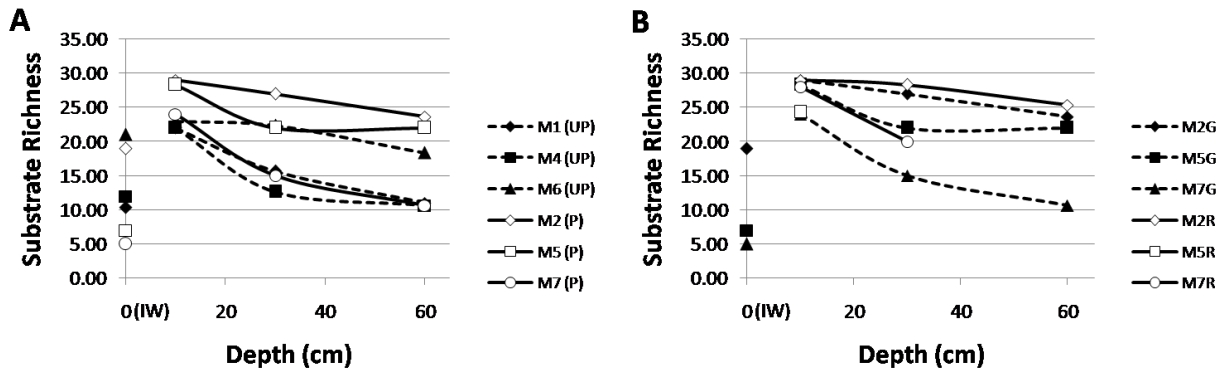 A
Substrate Richness
35.00
30.00
25.00
20.00
15.00
10.00
5.00
0.00
0 (IW)
20
40
60
Depth (cm)
M1 (UP)
M4 (UP)
M6 (UP)
M2 (P)
M5 (P)
M7 (P)
B
Substrate Richness
35.00
30.00
25.00
20.00
15.00
10.00
5.00
0.00
0 (IW)
20
40
60
Depth (cm)
M2G
M5G
M7G
M2R
M5R
M7R